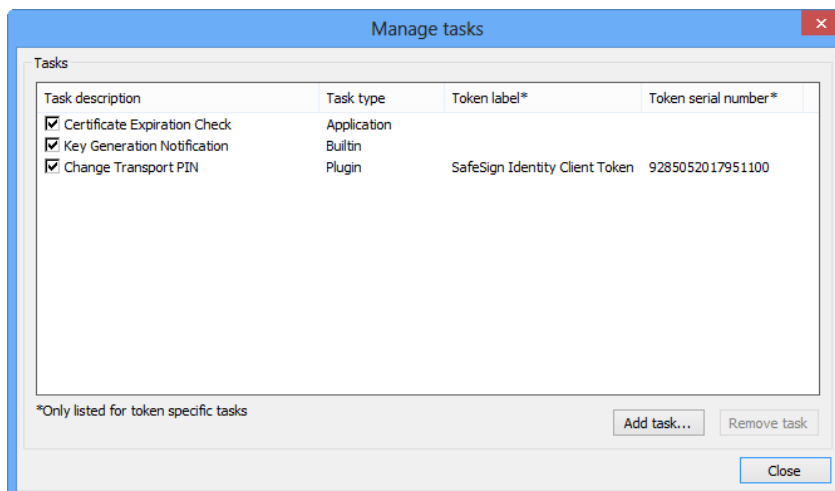 Manage tasks
Tasks
Task description Task type Token label* Token serial number*
Certificate Expiration Check Application
Key Generation Notification Builtin
Change Transport PIN Plugin SafeSign Identity Client Token 9285052017951100
*Only listed for token specific tasks
Add task... Remove task
Close